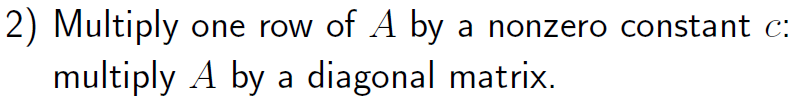 2) Multiply one row of A by a nonzero constant c:
multiply A by a diagonal matrix.